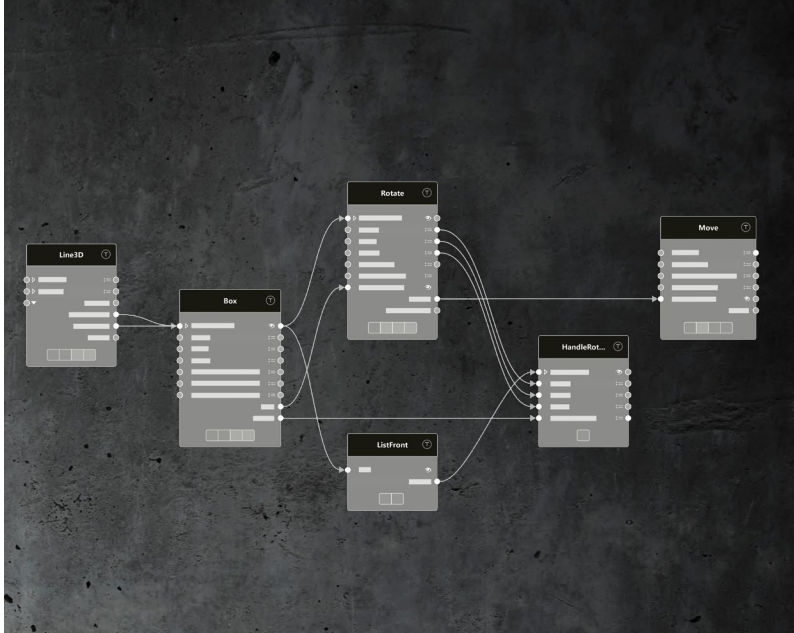 Rotate
Move
Line3D
Box
HandleRot...
ListFront